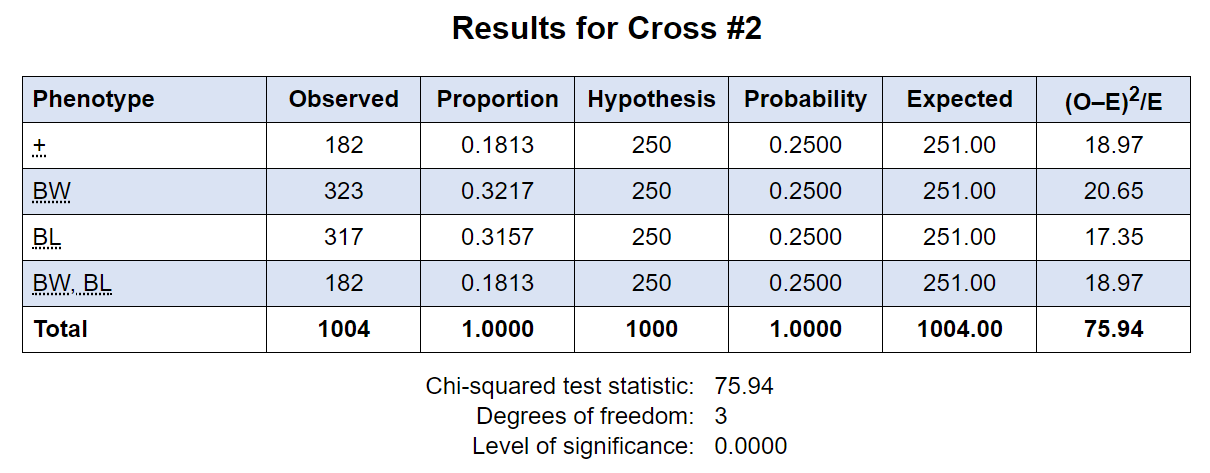 Results for Cross #2
Phenotype Observed Proportion Hypothesis Probability Expected (O–E)²/E
+ 182 0.1813 250 0.2500 251.00 18.97
BW 323 0.3217 250 0.2500 251.00 20.65
BL 317 0.3157 250 0.2500 251.00 17.35
BW, BL 182 0.1813 250 0.2500 251.00 18.97
Total 1004 1.0000 1000 1.0000 1004.00 75.94
Chi-squared test statistic: 75.94
Degrees of freedom: 3
Level of significance: 0.0000